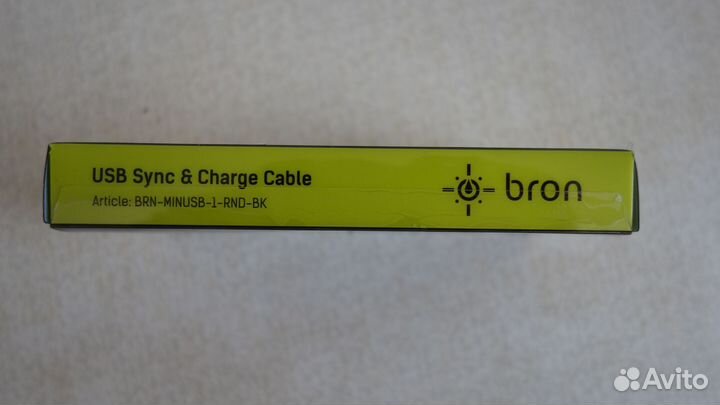 USB Sync & Charge Cable
Article: BRN-MINUSB-1-RND-BK
bron
Avito